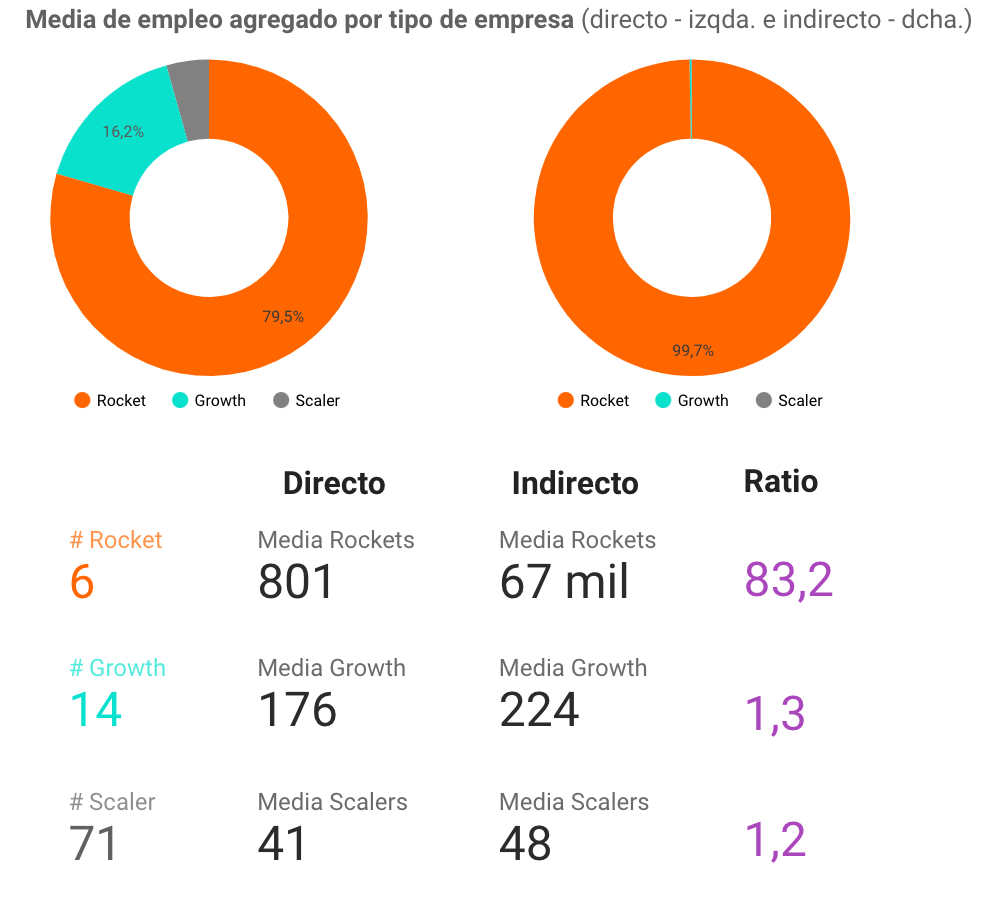 Media de empleo agregado por tipo de empresa (directo - izqda. e indirecto - dcha.)
16,2%
79,5%
99,7%
Rocket Growth Scaler
Rocket Growth Scaler
Directo Indirecto Ratio
# Rocket Media Rockets Media Rockets
6 801 67 mil 83,2
# Growth Media Growth Media Growth
14 176 224 1,3
# Scaler Media Scalers Media Scalers
71 41 48 1,2